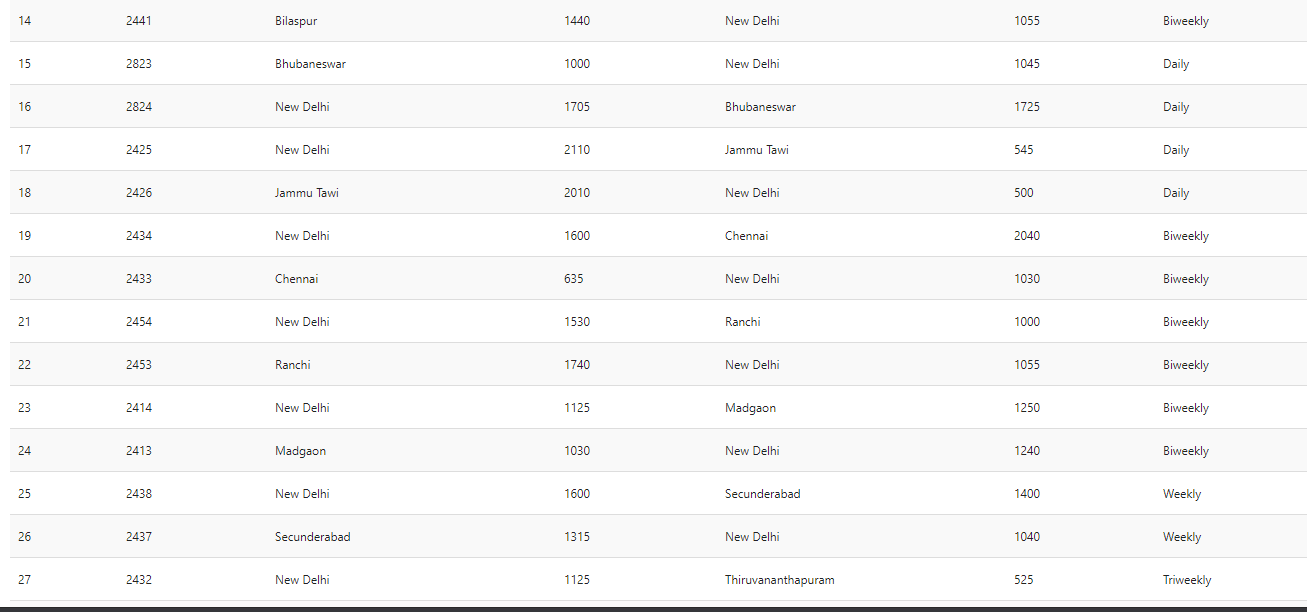 14 2441 Bilaspur 1440 New Delhi 1055 Biweekly
15 2823 Bhubaneswar 1000 New Delhi 1045 Daily
16 2824 New Delhi 1705 Bhubaneswar 1725 Daily
17 2425 New Delhi 2110 Jammu Tawi 545 Daily
18 2426 Jammu Tawi 2010 New Delhi 500 Daily
19 2434 New Delhi 1600 Chennai 2040 Biweekly
20 2433 Chennai 635 New Delhi 1030 Biweekly
21 2454 New Delhi 1530 Ranchi 1000 Biweekly
22 2453 Ranchi 1740 New Delhi 1055 Biweekly
23 2414 New Delhi 1125 Madgaon 1250 Biweekly
24 2413 Madgaon 1030 New Delhi 1240 Biweekly
25 2438 New Delhi 1600 Secunderabad 1400 Weekly
26 2437 Secunderabad 1315 New Delhi 1040 Weekly
27 2432 New Delhi 1125 Thiruvananthapuram 525 Triweekly